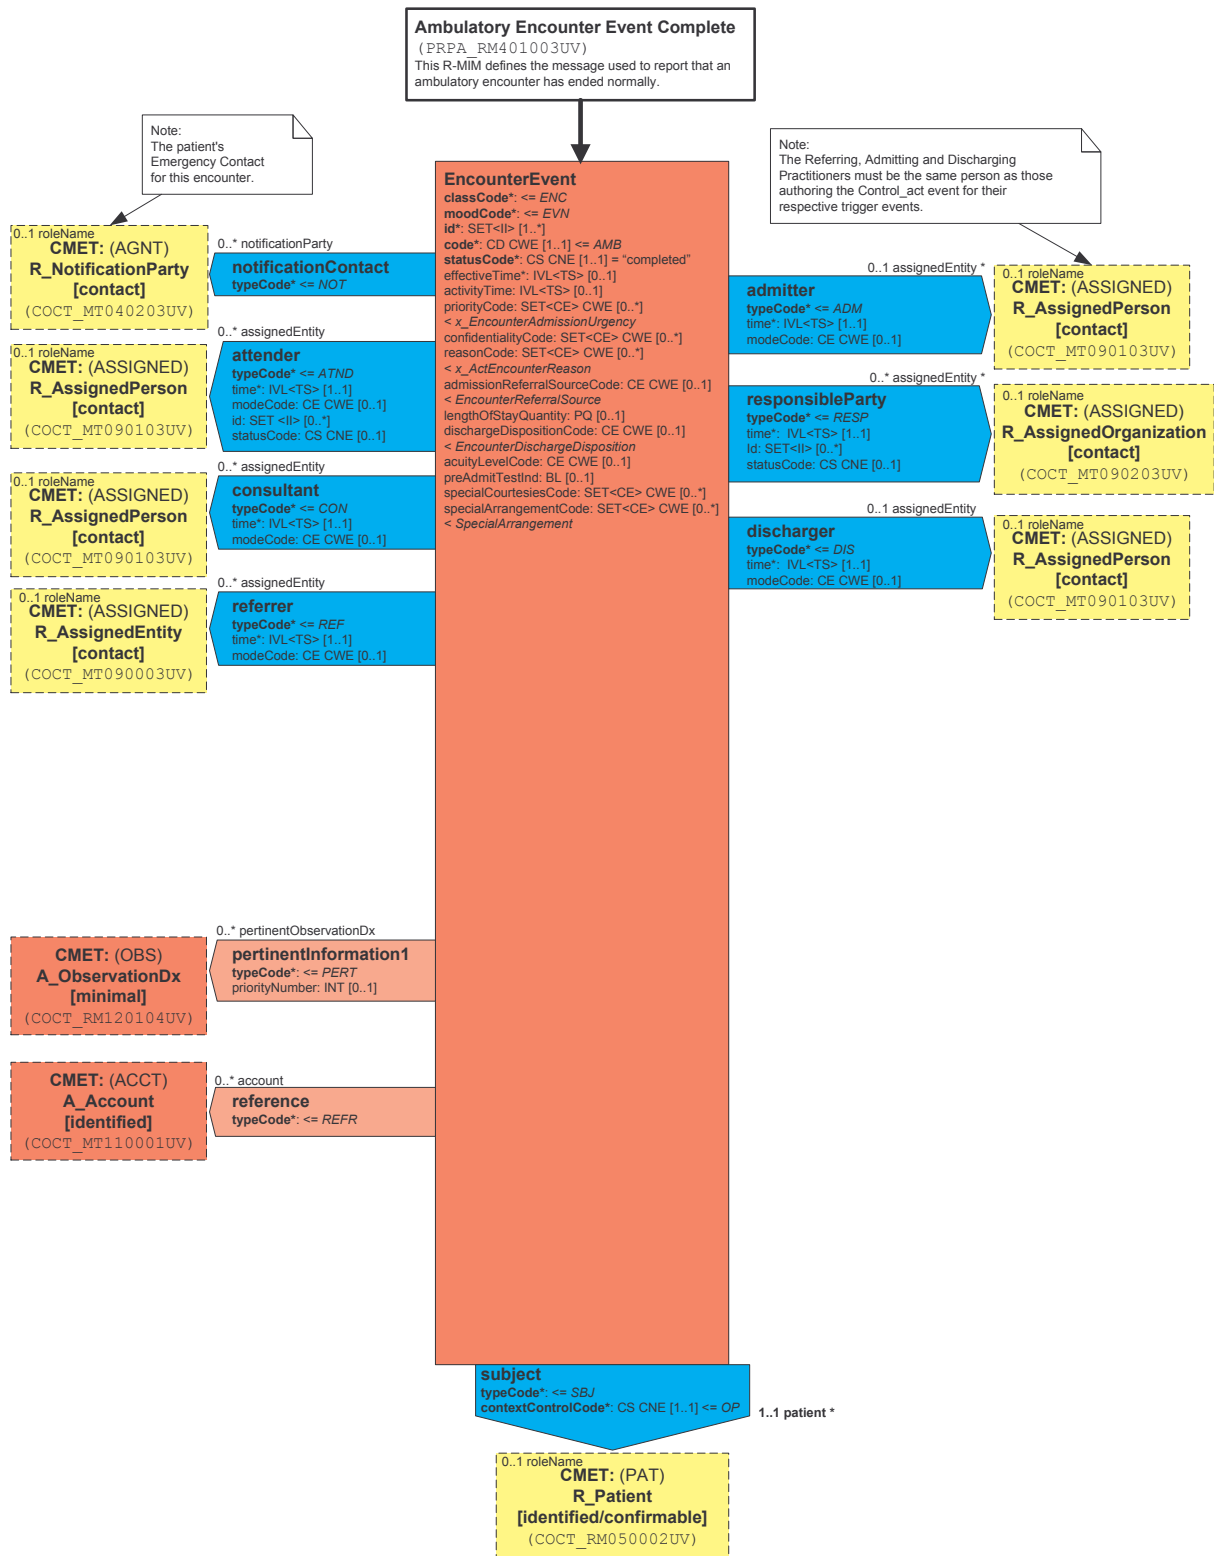 Ambulatory Encounter Event Complete
(PRPA_RM401003UV)
This R-MIM defines the message used to report that an
ambulatory encounter has ended normally.
Note:
The patient's
Emergency Contact
for this encounter.
Note:
The Referring, Admitting and Discharging
Practitioners must be the same person as those
authoring the Control_act event for their
respective trigger events.
EncounterEvent
classCode*: <= ENC
moodCode*: <= EVN
id*: SET<II> [1..*]
code*: CD CWE [1..1] <= AMB
statusCode*: CS CNE [1..1] = “completed”
effectiveTime*: IVL<TS> [0..1]
activityTime: IVL<TS> [0..1]
priorityCode: SET<CE> CWE [0..*]
< x_EncounterAdmissionUrgency
confidentialityCode: SET<CE> CWE [0..*]
reasonCode: SET<CE> CWE [0..*]
< x_ActEncounterReason
admissionReferralSourceCode: CE CWE [0..1]
< EncounterReferralSource
lengthOfStayQuantity: PQ [0..1]
dischargeDispositionCode: CE CWE [0..1]
< EncounterDischargeDisposition
acuityLevelCode: CE CWE [0..1]
preAdmitTestInd: BL [0..1]
specialCourtesiesCode: SET<CE> CWE [0..*]
specialArrangementCode: SET<CE> CWE [0..*]
< SpecialArrangement
0..1 roleName
CMET: (AGNT)
R_NotificationParty
[contact]
(COCT_MT040203UV)
0..* notificationParty
notificationContact
typeCode* <= NOT
0..1 roleName
CMET: (ASSIGNED)
R_AssignedPerson
[contact]
(COCT_MT090103UV)
0..* assignedEntity
attender
typeCode* <= ATND
time*: IVL<TS> [1..1]
modeCode: CE CWE [0..1]
id: SET <II> [0..*]
statusCode: CS CNE [0..1]
0..1 roleName
CMET: (ASSIGNED)
R_AssignedPerson
[contact]
(COCT_MT090103UV)
0..* assignedEntity
consultant
typeCode* <= CON
time*: IVL<TS> [1..1]
modeCode: CE CWE [0..1]
0..1 roleName
CMET: (ASSIGNED)
R_AssignedEntity
[contact]
(COCT_MT090003UV)
0..* assignedEntity
referrer
typeCode* <= REF
time*: IVL<TS> [1..1]
modeCode: CE CWE [0..1]
0..1 assignedEntity *
admitter
typeCode* <= ADM
time*: IVL<TS> [1..1]
modeCode: CE CWE [0..1]
0..1 roleName
CMET: (ASSIGNED)
R_AssignedPerson
[contact]
(COCT_MT090103UV)
0..* assignedEntity *
responsibleParty
typeCode* <= RESP
time*: IVL<TS> [1..1]
Id: SET<II> [0..*]
statusCode: CS CNE [0..1]
0..1 roleName
CMET: (ASSIGNED)
R_AssignedOrganization
[contact]
(COCT_MT090203UV)
0..1 assignedEntity
discharger
typeCode* <= DIS
time*: IVL<TS> [1..1]
modeCode: CE CWE [0..1]
0..1 roleName
CMET: (ASSIGNED)
R_AssignedPerson
[contact]
(COCT_MT090103UV)
CMET: (OBS)
A_ObservationDx
[minimal]
(COCT_RM120104UV)
0..* pertinentObservationDx
pertinentInformation1
typeCode*: <= PERT
priorityNumber: INT [0..1]
CMET: (ACCT)
A_Account
[identified]
(COCT_MT110001UV)
0..* account
reference
typeCode*: <= REFR
subject
typeCode*: <= SBJ
contextControlCode*: CS CNE [1..1] <= OP
1..1 patient *
0..1 roleName
CMET: (PAT)
R_Patient
[identified/confirmable]
(COCT_RM050002UV)